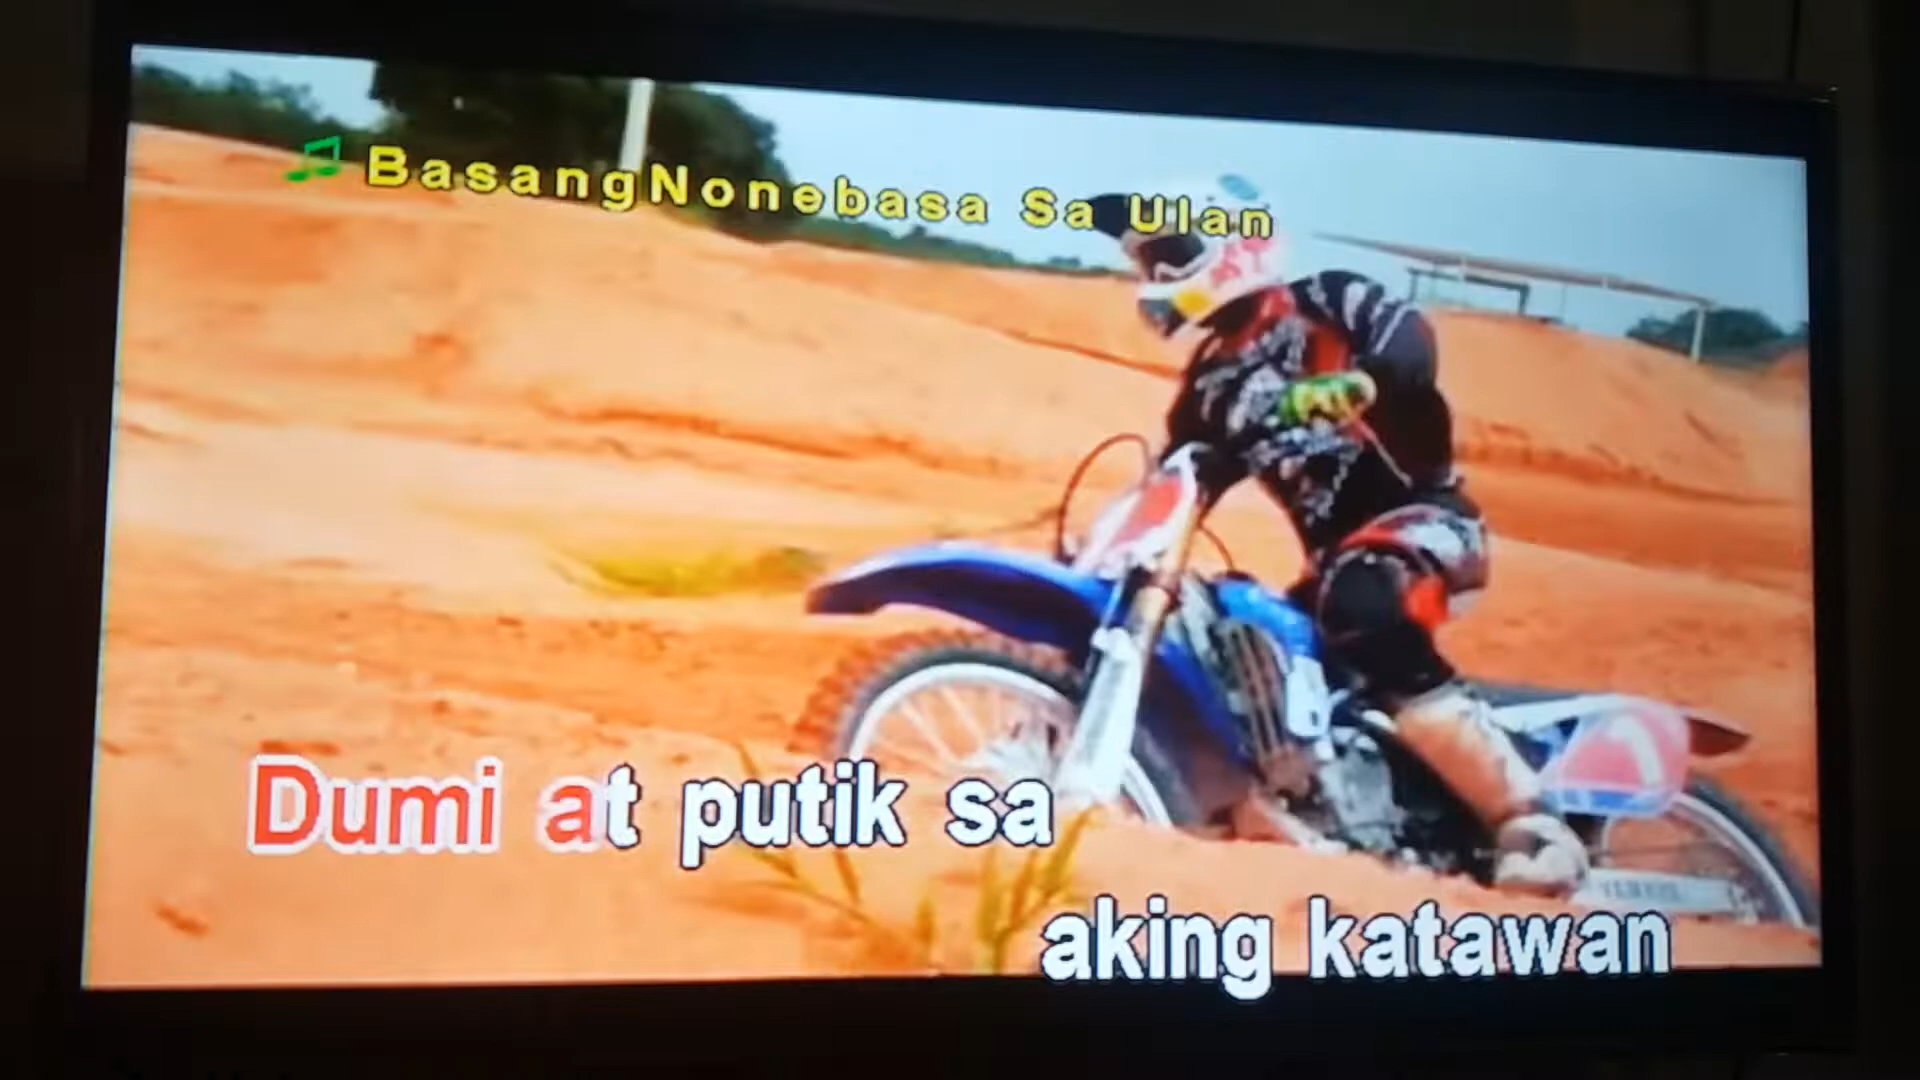 BasangNonebasa Sa Ulan
Dumi at putik sa
aking katawan